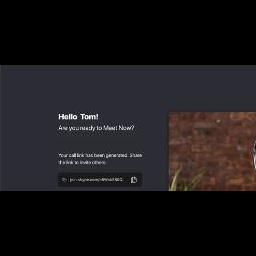 Hello Tom!
Are you ready to Meet Now?
Your call link has been generated. Share
the link to invite others.